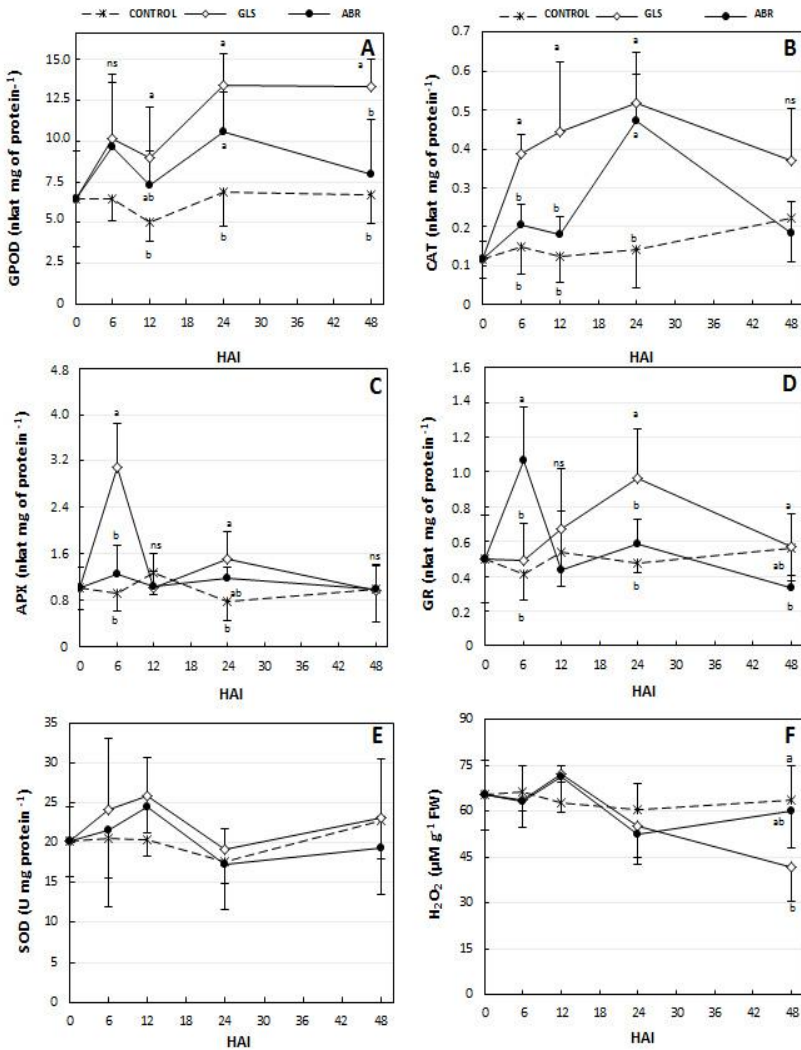 CONTROL GLS ABR
CONTROL GLS ABR
A
GPOD (nkat mg of protein-1)
15.0
12.5
10.0
7.5
5.0
2.5
0
ns
a
a
a
b
a
ab
b
b
b
0 6 12 18 24 30 36 42 48
HAI
B
CAT (nkat mg of protein-1)
0.7
0.6
0.5
0.4
0.3
0.2
0.1
0
a
a
a
ns
a
b
b
b
b
b
0 6 12 18 24 30 36 42 48
HAI
C
APX (nkat mg of protein-1)
4.8
4.0
3.2
2.4
1.6
0.8
0
a
b
ns
a
ns
ab
b
b
0 6 12 18 24 30 36 42 48
HAI
D
GR (nkat mg of protein-1)
1.6
1.4
1.2
1.0
0.8
0.6
0.4
0.2
0
a
ns
a
b
b
a
ab
b
b
b
0 6 12 18 24 30 36 42 48
HAI
E
SOD (U mg protein-1)
35
30
25
20
15
10
5
0
0 6 12 18 24 30 36 42 48
HAI
F
H2O2 (µM g-1 FW)
90
75
60
45
30
15
0
a
ab
b
0 6 12 18 24 30 36 42 48
HAI